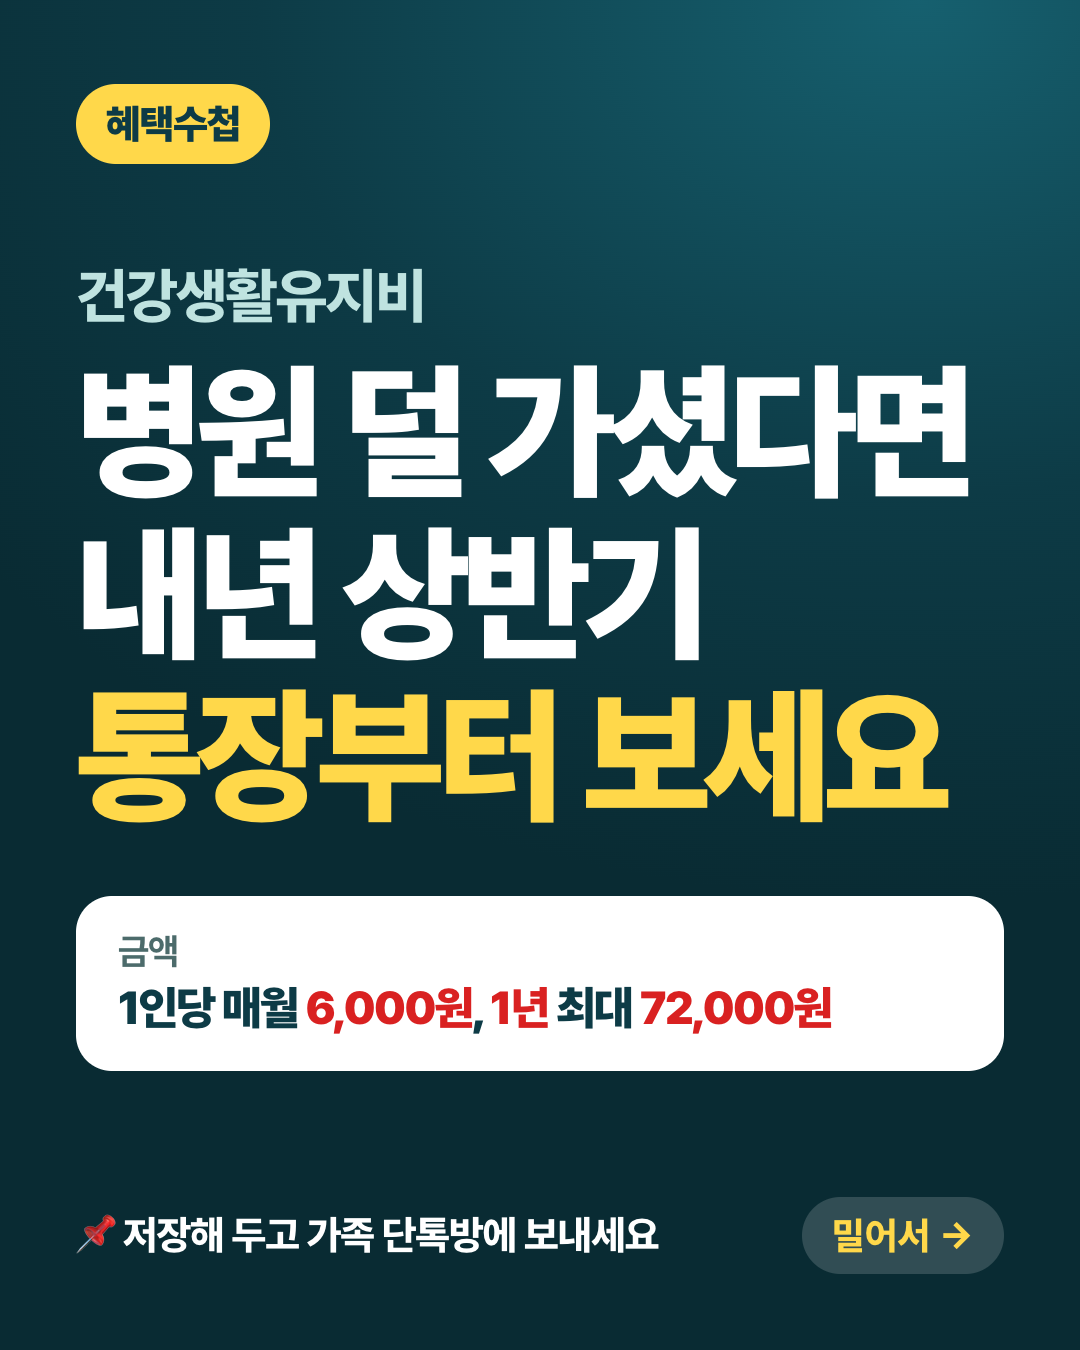 혜택수첩
건강생활유지비
병원 덜 가셨다면
내년 상반기
통장부터 보세요
금액
1인당 매월 6,000원, 1년 최대 72,000원
저장해 두고 가족 단톡방에 보내세요
밀어서 →